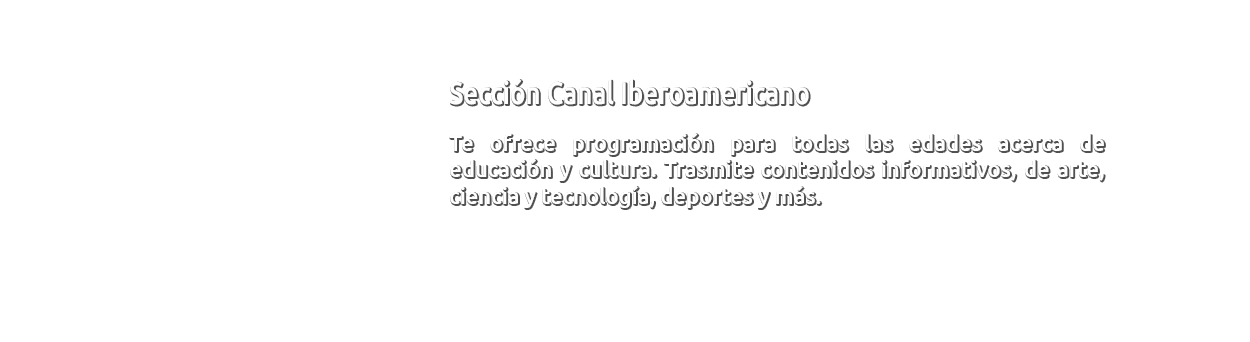 Sección Canal Iberoamericano
Te ofrece programación para todas las edades acerca de
educación y cultura. Trasmite contenidos informativos, de arte,
ciencia y tecnología, deportes y más.